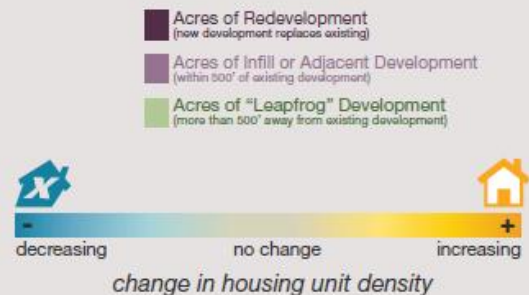 Acres of Redevelopment
(new development replaces existing)
Acres of Infill or Adjacent Development
(within 500' of existing development)
Acres of "Leapfrog" Development
(more than 500' away from existing development)
x
- +
decreasing no change increasing
change in housing unit density